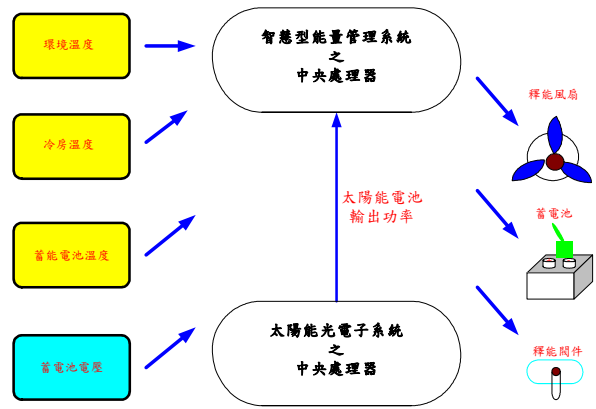 環境溫度
冷房溫度
蓄能電池溫度
蓄電池電壓
智慧型能量管理系統
之
中央處理器
太陽能電池
輸出功率
太陽能光電子系統
之
中央處理器
釋能風扇
蓄電池
釋能閥件